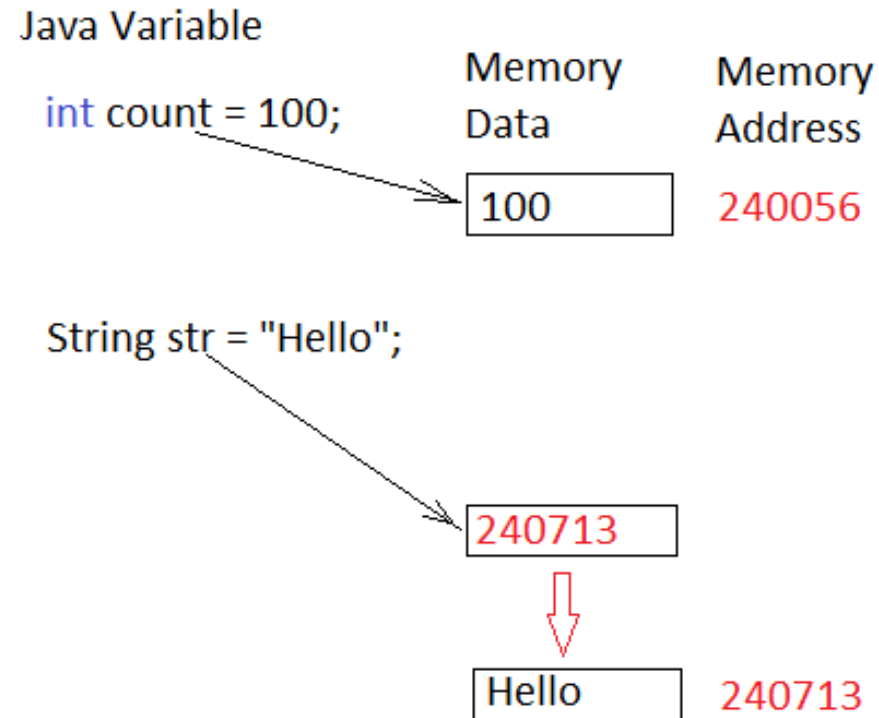 Java Variable
Memory Data
Memory Address
int count = 100;
100
240056
String str = "Hello";
240713
Hello
240713